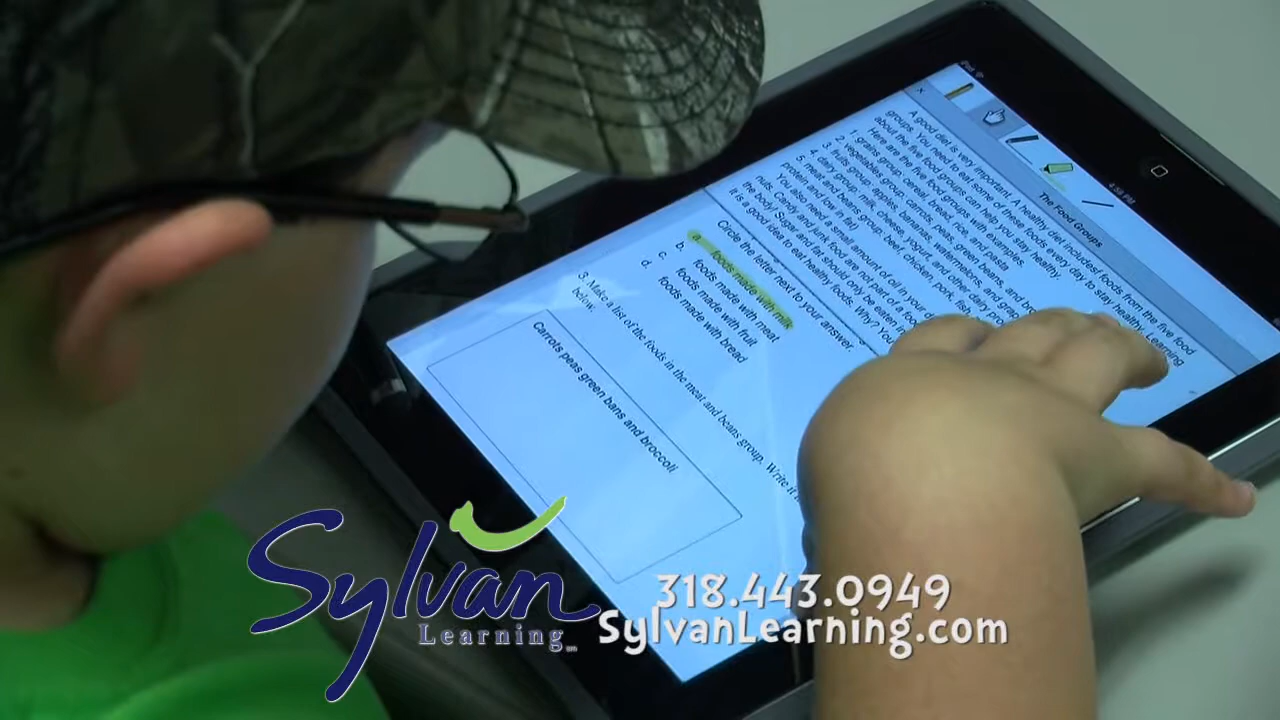 iPad
4:58 PM
The Food Groups
A good diet is very important. A healthy diet includes foods from the five food
groups. You need to eat some of these foods every day to stay healthy. Learning
about the five food groups can help you stay healthy.
Here are the five food groups with examples.
1. grains group: cereal, bread, rice, and pasta
2. vegetables group: carrots, peas, green beans, and bro
3. fruits group: apples, bananas, watermelons, and grap
4. dairy group: milk, cheese, yogurt, and other dairy pro
5. meat and beans group: beef, chicken, pork, fish
protein and low in fat)
You also need a small amount of oil in your d
nuts. Candy and junk food are not part of a food
the body. Sugar and fat should only be eaten
It is a good idea to eat healthy foods. Why? You
Circle the letter next to your answer.
a. foods made with milk
b. foods made with meat
c. foods made with fruit
d. foods made with bread
3. Make a list of the foods in the meat and beans group. Write it
below.
Carrots peas green bans and broccoli
Sylvan
Learning
318.443.0949
SylvanLearning.com